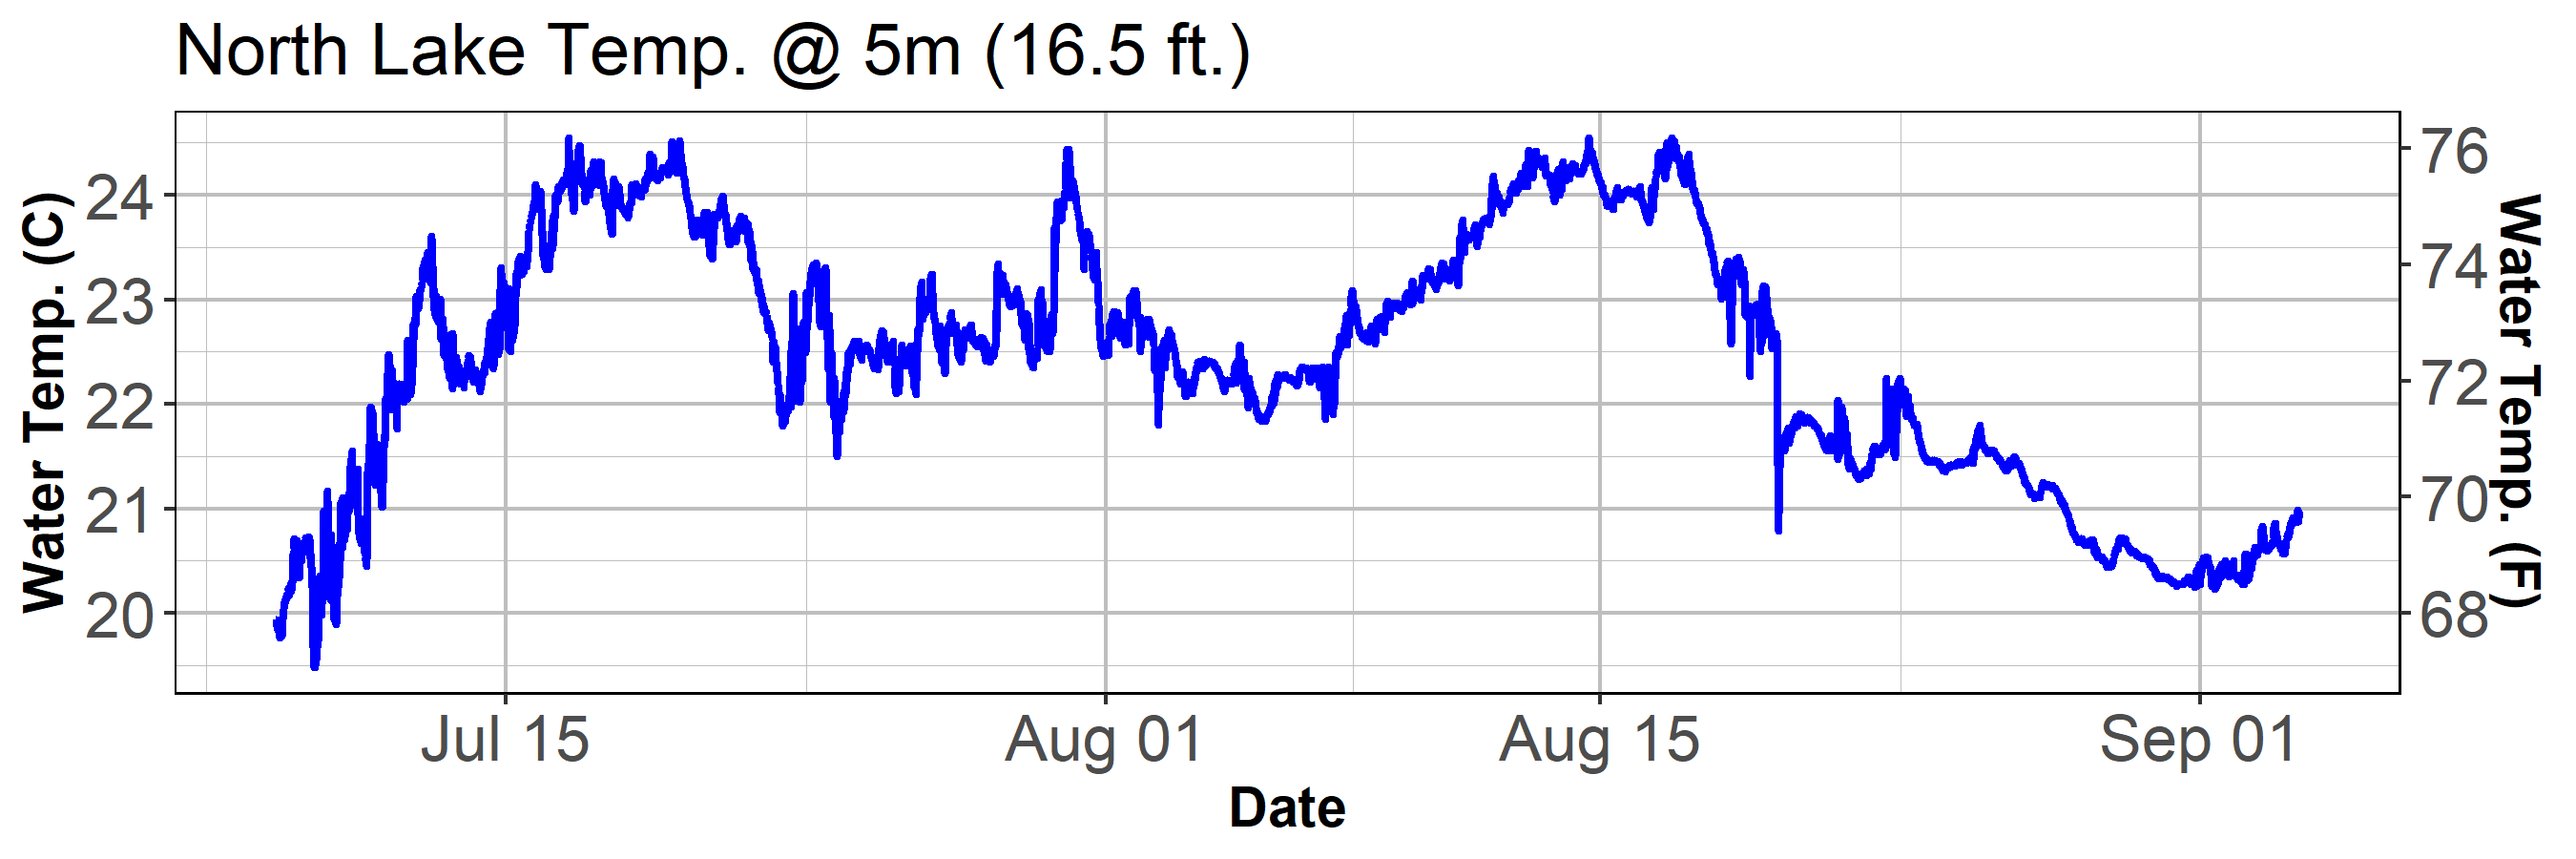 North Lake Temp. @ 5m (16.5 ft.)
Water Temp. (C)
24
23
22
21
20
76
74
72
70
68
Water Temp. (F)
Jul 15
Aug 01
Aug 15
Sep 01
Date